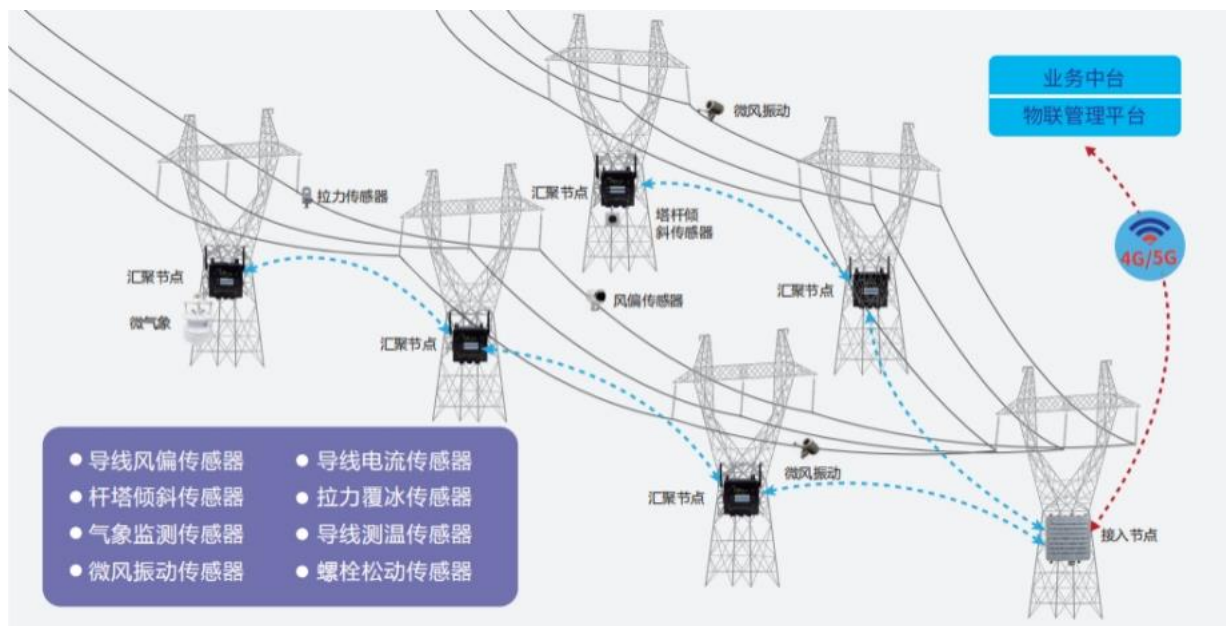 业务中台
物联管理平台
微风振动
汇聚节点
塔杆倾
斜传感器
拉力传感器
4G/5G
汇聚节点
汇聚节点
风偏传感器
微气象
汇聚节点
导线风偏传感器
导线电流传感器
杆塔倾斜传感器
拉力覆冰传感器
气象监测传感器
导线测温传感器
微风振动传感器
螺栓松动传感器
微风振动
汇聚节点
接入节点